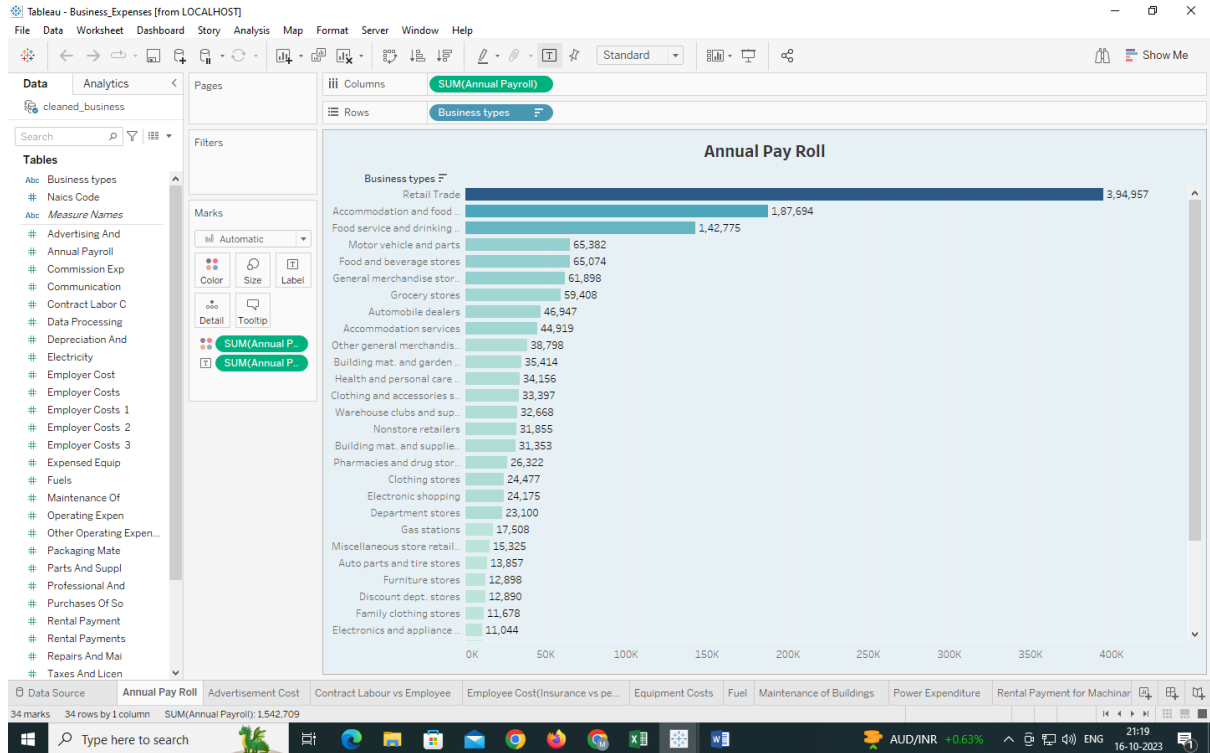 Tableau - Business_Expenses [from LOCALHOST]
File Data Worksheet Dashboard Story Analysis Map Format Server Window Help
Standard
Show Me
Data Analytics
cleaned_business
Search
Tables
Abc Business types
# Naics Code
Abc Measure Names
# Advertising And
# Annual Payroll
# Commission Exp
# Communication
# Contract Labor C
# Data Processing
# Depreciation And
# Electricity
# Employer Cost
# Employer Costs
# Employer Costs 1
# Employer Costs 2
# Employer Costs 3
# Expensed Equip
# Fuels
# Maintenance Of
# Operating Expen
# Other Operating Expen...
# Packaging Mate
# Parts And Suppl
# Professional And
# Purchases Of So
# Rental Payment
# Rental Payments
# Repairs And Mai
# Taxes And Licen
Pages
Filters
Marks
Automatic
Color Size Label
Detail Tooltip
SUM(Annual P..
SUM(Annual P..
Columns SUM(Annual Payroll)
Rows Business types
Annual Pay Roll
Business types
Retail Trade 3,94,957
Accommodation and food .. 1,87,694
Food service and drinking .. 1,42,775
Motor vehicle and parts 65,382
Food and beverage stores 65,074
General merchandise stor.. 61,898
Grocery stores 59,408
Automobile dealers 46,947
Accommodation services 44,919
Other general merchandis.. 38,798
Building mat. and garden .. 35,414
Health and personal care .. 34,156
Clothing and accessories s.. 33,397
Warehouse clubs and sup.. 32,668
Nonstore retailers 31,855
Building mat. and supplie.. 31,353
Pharmacies and drug stor.. 26,322
Clothing stores 24,477
Electronic shopping 24,175
Department stores 23,100
Gas stations 17,508
Miscellaneous store retail.. 15,325
Auto parts and tire stores 13,857
Furniture stores 12,898
Discount dept. stores 12,890
Family clothing stores 11,678
Electronics and appliance .. 11,044
0K 50K 100K 150K 200K 250K 300K 350K 400K
Data Source Annual Pay Roll Advertisement Cost Contract Labour vs Employee Employee Cost(Insurance vs pe... Equipment Costs Fuel Maintenance of Buildings Power Expenditure Rental Payment for Machinar
34 marks 34 rows by 1 column SUM(Annual Payroll): 1,542,709
Type here to search
AUD/INR +0.63%
ENG
21:19
16-10-2023